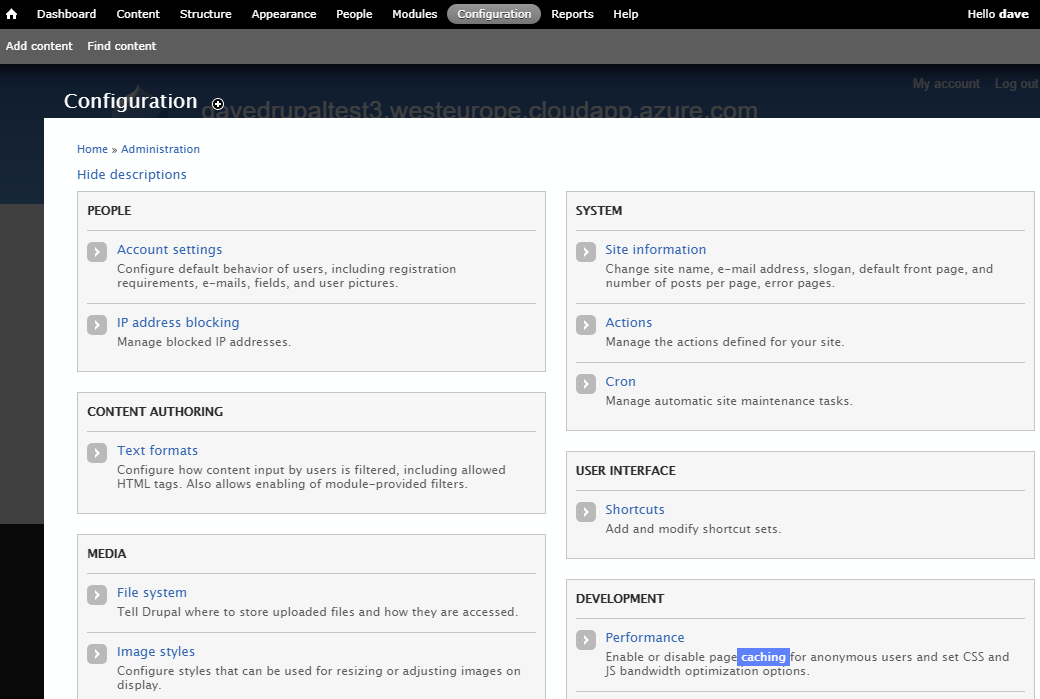 Dashboard Content Structure Appearance People Modules Configuration Reports Help Hello dave
Add content Find content
My account Log out
Configuration
davedrupaltest3.westeurope.cloudapp.azure.com
Home » Administration
Hide descriptions
PEOPLE
Account settings
Configure default behavior of users, including registration
requirements, e-mails, fields, and user pictures.
IP address blocking
Manage blocked IP addresses.
CONTENT AUTHORING
Text formats
Configure how content input by users is filtered, including allowed
HTML tags. Also allows enabling of module-provided filters.
MEDIA
File system
Tell Drupal where to store uploaded files and how they are accessed.
Image styles
Configure styles that can be used for resizing or adjusting images on
display.
SYSTEM
Site information
Change site name, e-mail address, slogan, default front page, and
number of posts per page, error pages.
Actions
Manage the actions defined for your site.
Cron
Manage automatic site maintenance tasks.
USER INTERFACE
Shortcuts
Add and modify shortcut sets.
DEVELOPMENT
Performance
Enable or disable page caching for anonymous users and set CSS and
JS bandwidth optimization options.